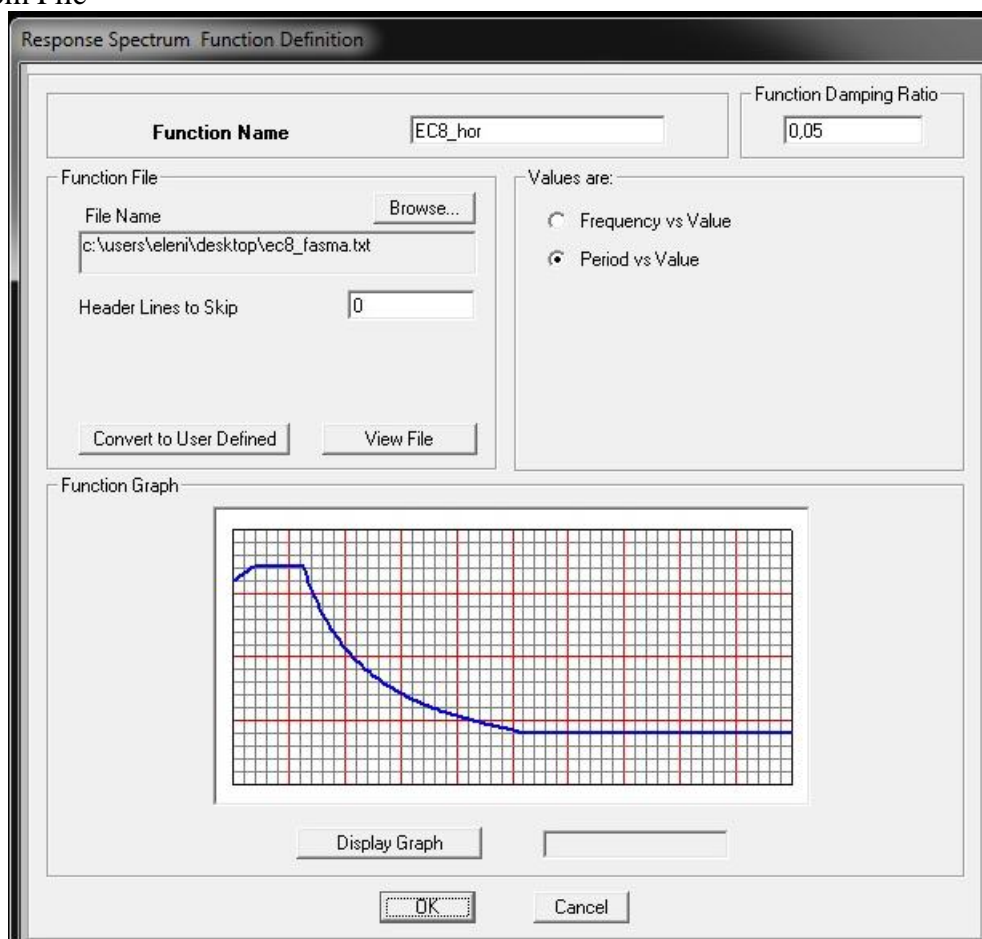 Response Spectrum Function Definition
Function Damping Ratio
Function Name
EC8_hor
0,05
Function File
Values are:
File Name
Browse...
Frequency vs Value
c:\users\eleni\desktop\ec8_fasma.txt
Period vs Value
Header Lines to Skip
0
Convert to User Defined
View File
Function Graph
Display Graph
OK
Cancel